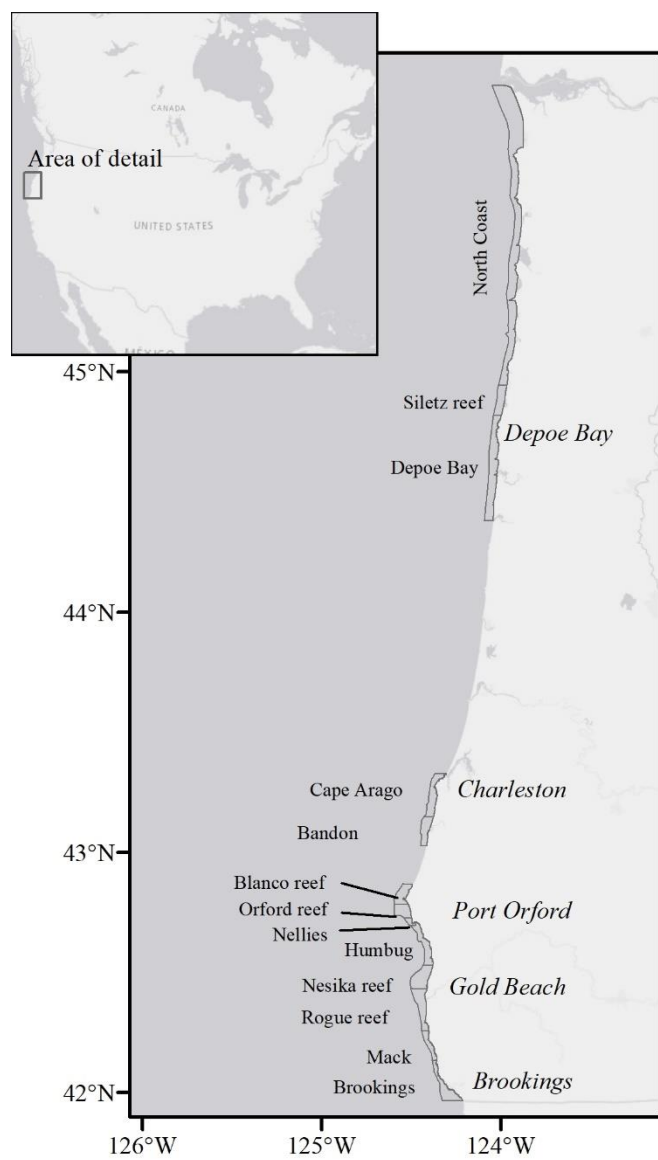 CANADA
Area of detail
UNITED STATES
MÉXICO
North Coast
45°N
Siletz reef
Depoe Bay
Depoe Bay
44°N
Cape Arago
Charleston
Bandon
43°N
Blanco reef
Orford reef
Port Orford
Nellies
Humbug
Nesika reef
Gold Beach
Rogue reef
Mack
Brookings
Brookings
42°N
126°W
125°W
124°W